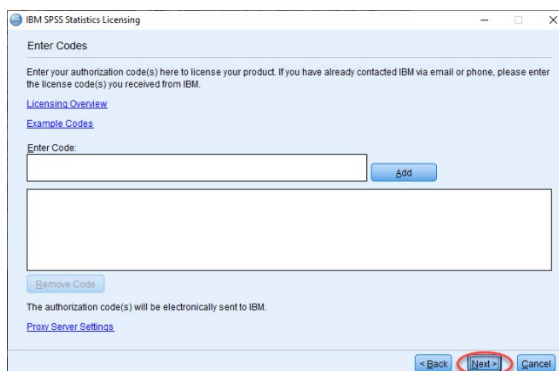 IBM SPSS Statistics Licensing
Enter Codes
Enter your authorization code(s) here to license your product. If you have already contacted IBM via email or phone, please enter
the license code(s) you received from IBM.
Licensing Overview
Example Codes
Enter Code:
Add
Remove Code
The authorization code(s) will be electronically sent to IBM.
Proxy Server Settings
< Back Next > Cancel